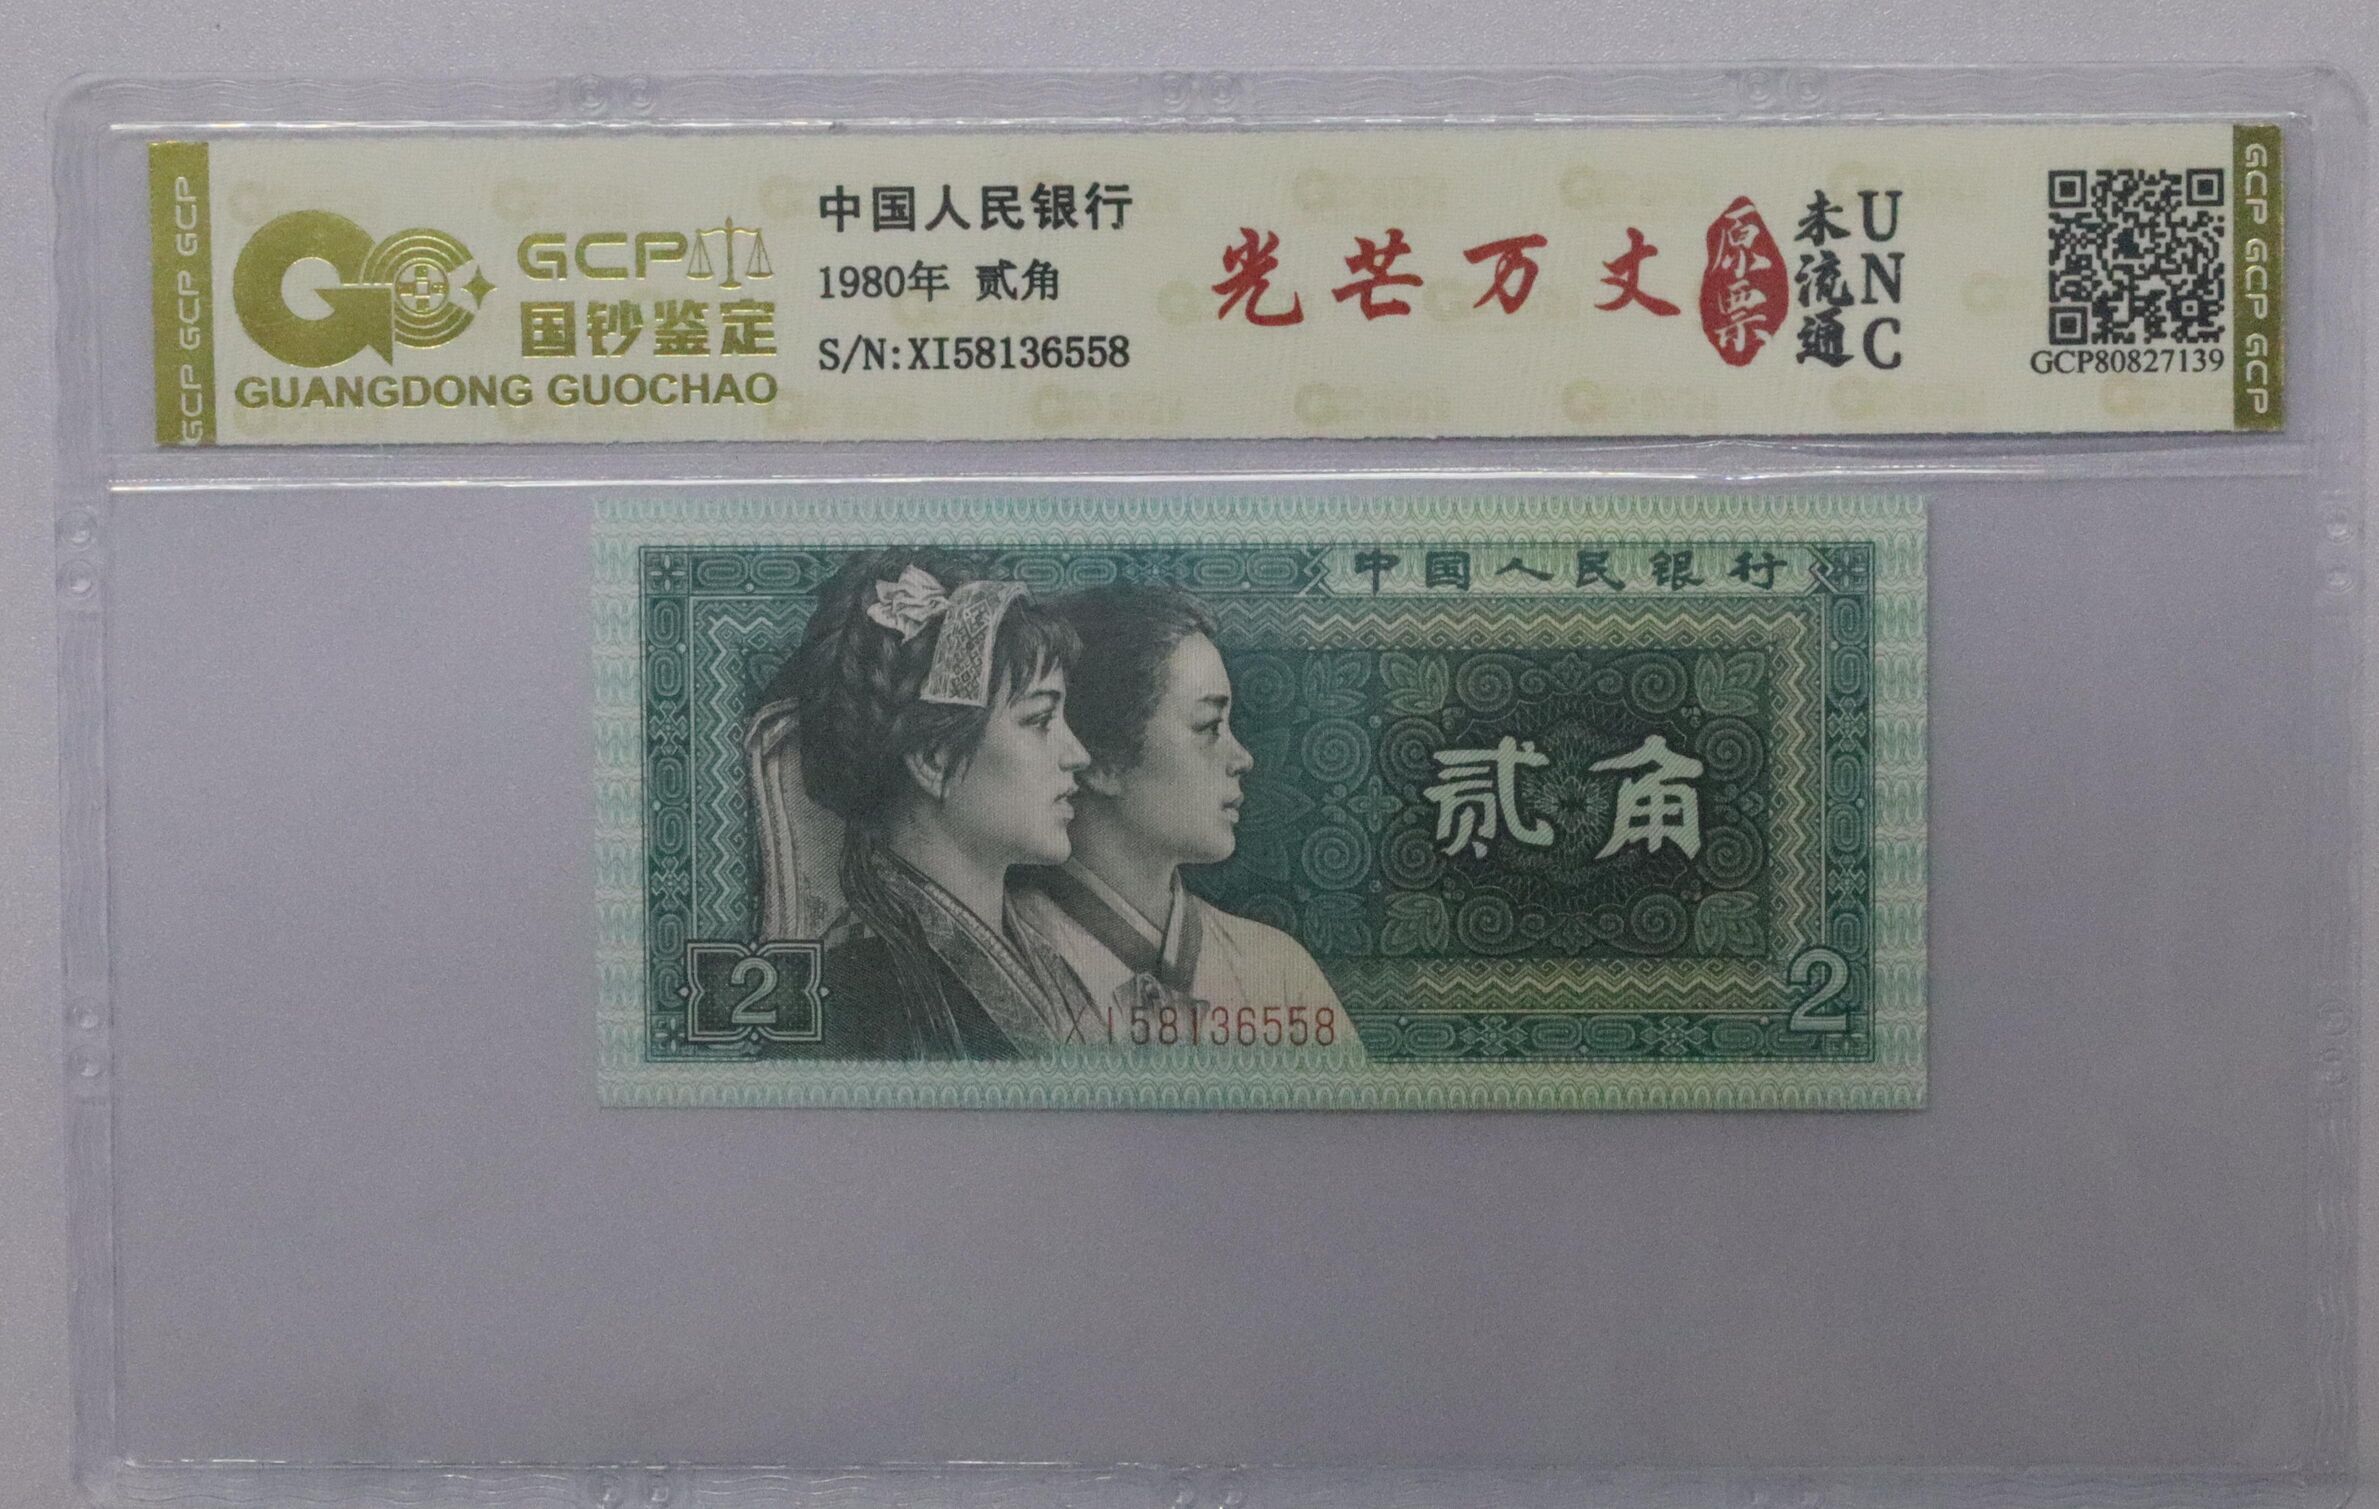 GCP GCP GCP
GCP
国钞鉴定
GUANGDONG GUOCHAO
中国人民银行
1980年 贰角
S/N:XI58136558
光芒万丈
原票
未流通
UNC
GCP80827139
GCP GCP GCP
中国人民银行
贰角
2
XI58136558
2